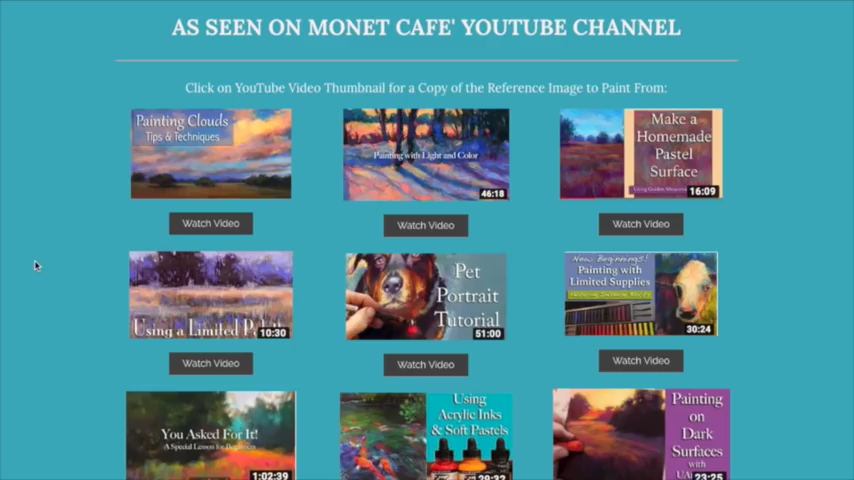 AS SEEN ON MONET CAFE' YOUTUBE CHANNEL
Click on YouTube Video Thumbnail for a Copy of the Reference Image to Paint From:
Painting Clouds
Tips & Techniques
Painting with Light and Color
46:18
Make a
Homemade
Pastel
Surface
16:09
Watch Video
Watch Video
Watch Video
Using a Limited
10:30
Pet
Portrait
Tutorial
51:00
New Beginnings!
Painting with
Limited Supplies
30:24
Watch Video
Watch Video
Watch Video
You Asked For It!
A Special Lesson for Beginners
1:02:39
Using
Acrylic Inks
& Soft Pastels
29:32
Painting
on
Dark
Surfaces
with
23:25